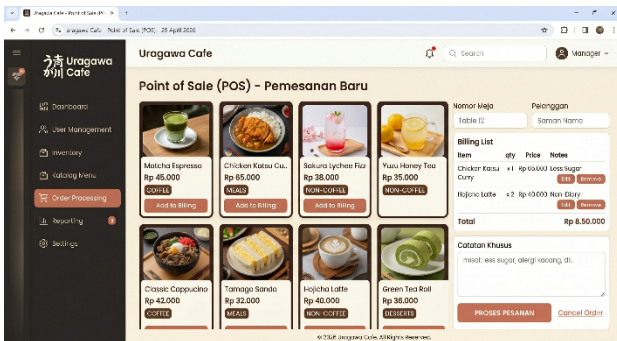 Uragawa Cafe - Point of Sale (PO
Uragawa Cafe Point of Sale (POS) 29 April 2026
Uragawa
Cafe
Uragawa Cafe
Search
Manager
Dashboard
User Management
Inventory
Katalog Menu
Order Processing
Reporting
Settings
Point of Sale (POS) - Pemesanan Baru
Matcha Espresso
Rp 45.000
COFFEE
Add to Billing
Chicken Katsu Cu..
Rp 65.000
MEALS
Add to Billing
Sakura Lychee Fizz
Rp 38.000
NON-COFFEE
Add to Billing
Yuzu Honey Tea
Rp 35.000
NON-COFFEE
Classic Cappucino
Rp 42.000
COFFEE
Tamago Sando
Rp 32.000
MEALS
Hojicha Latte
Rp 40.000
NON-COFFEE
Green Tea Roll
Rp 36.000
DESSERTS
Nomor Meja Pelanggan
Table 12 Saman Nama
Billing List
Item qty Price Notes
Chicken Katsu x1 Rp 65.000 Less Sugar
Curry Edit Remove
Hojicha Latte x2 Rp 40.000
Edit Remove
Total Rp 8.50.000
Catatan Khusus
misal: less sugar, alergi kacang, dll.
PROSES PESANAN Cancel Order
© 2026 Uragawa Cafe. All Rights Reserved.